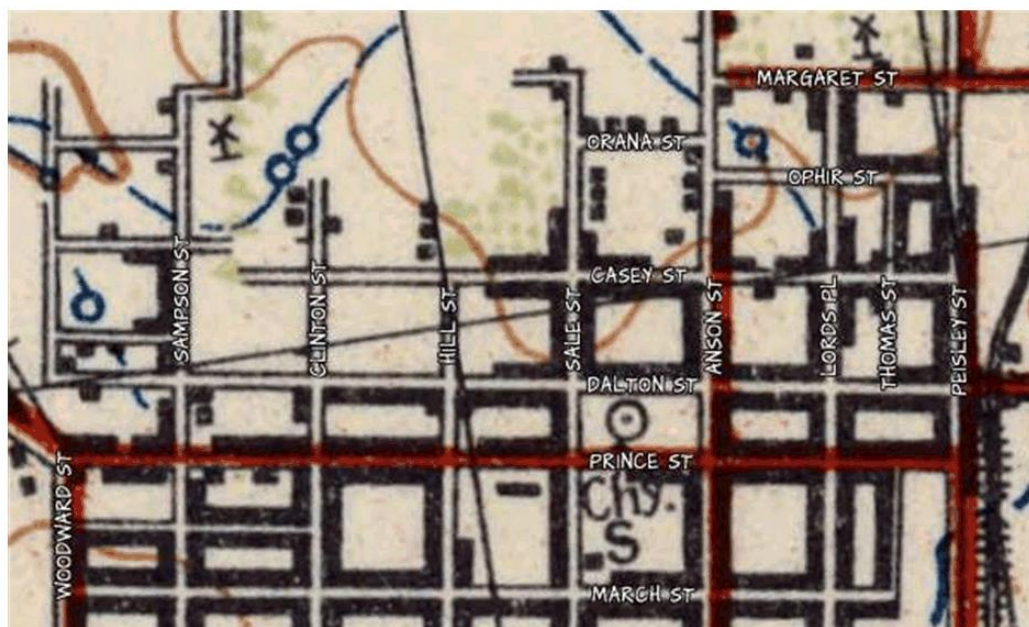 MARGARET ST
ORANA ST
OPHIR ST
CASEY ST
SAMPSON ST
CLINTON ST
HILL ST
SALE ST
ANSON ST
LORDS PL
THOMAS ST
PEISLEY ST
DALTON ST
PRINCE ST
WOODWARD ST
Chy.
S
MARCH ST